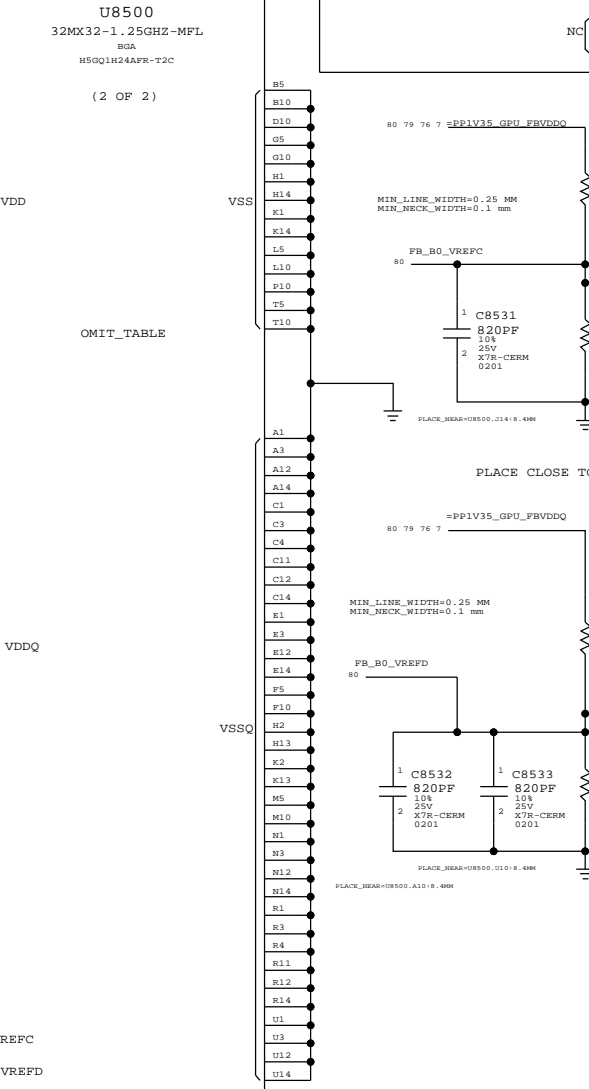 U8500
32MX32-1.25GHZ-MFL
BGA
H5GQ1H24AFR-T2C
(2 OF 2)
VDD
VSS
B5
B10
D10
G5
G10
H1
H14
K1
K14
L5
L10
P10
T5
T10
OMIT_TABLE
VDDQ
VSSQ
A1
A3
A12
A14
C1
C3
C4
C11
C12
C14
E1
E3
E12
E14
F5
F10
H2
H13
K2
K13
M5
M10
N1
N3
N12
N14
R1
R3
R4
R11
R12
R14
U1
U3
U12
U14
REFC
VREFD
NC
80 79 76 7 =PP1V35_GPU_FBVDDQ
MIN_LINE_WIDTH=0.25 MM
MIN_NECK_WIDTH=0.1 mm
FB_B0_VREFC
80
1
C8531
820PF
10%
25V
2
X7R-CERM
0201
PLACE_NEAR=U8500.J14:8.4MM
PLACE CLOSE TO
=PP1V35_GPU_FBVDDQ
80 79 76 7
MIN_LINE_WIDTH=0.25 MM
MIN_NECK_WIDTH=0.1 mm
FB_B0_VREFD
80
1
C8532
820PF
10%
25V
2
X7R-CERM
0201
1
C8533
820PF
10%
25V
2
X7R-CERM
0201
PLACE_NEAR=U8500.U10:8.4MM
PLACE_NEAR=U8500.A10:8.4MM